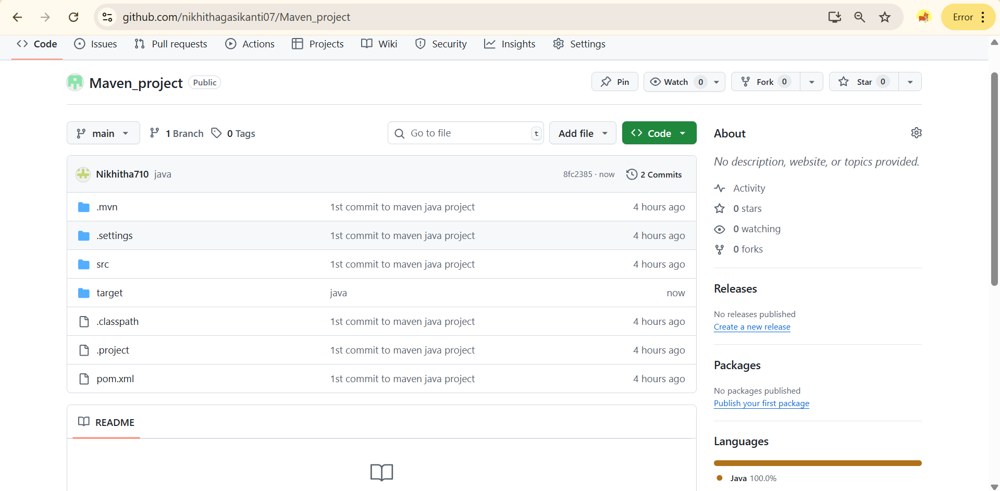 github.com/nikhithagasikanti07/Maven_project
Error
Code Issues Pull requests Actions Projects Wiki Security Insights Settings
Maven_project Public
Pin Watch 0 Fork 0 Star 0
main 1 Branch 0 Tags Go to file t Add file Code
Nikhitha710 java 8fc2385 · now 2 Commits
.mvn 1st commit to maven java project 4 hours ago
.settings 1st commit to maven java project 4 hours ago
src 1st commit to maven java project 4 hours ago
target java now
.classpath 1st commit to maven java project 4 hours ago
.project 1st commit to maven java project 4 hours ago
pom.xml 1st commit to maven java project 4 hours ago
README
About
No description, website, or topics provided.
Activity
0 stars
0 watching
0 forks
Releases
No releases published
Create a new release
Packages
No packages published
Publish your first package
Languages
Java 100.0%